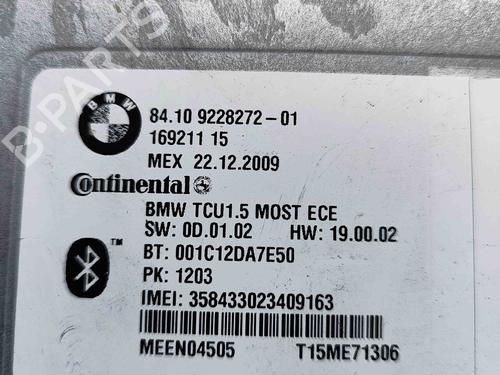 B-PARTS
BMW
84.10 9228272-01
169211 15
MEX 22.12.2009
Continental
BMW TCU1.5 MOST ECE
SW: 0D.01.02 HW: 19.00.02
TM
BT: 001C12DA7E50
PK: 1203
IMEI: 358433023409163
MEEN04505 T15ME71306